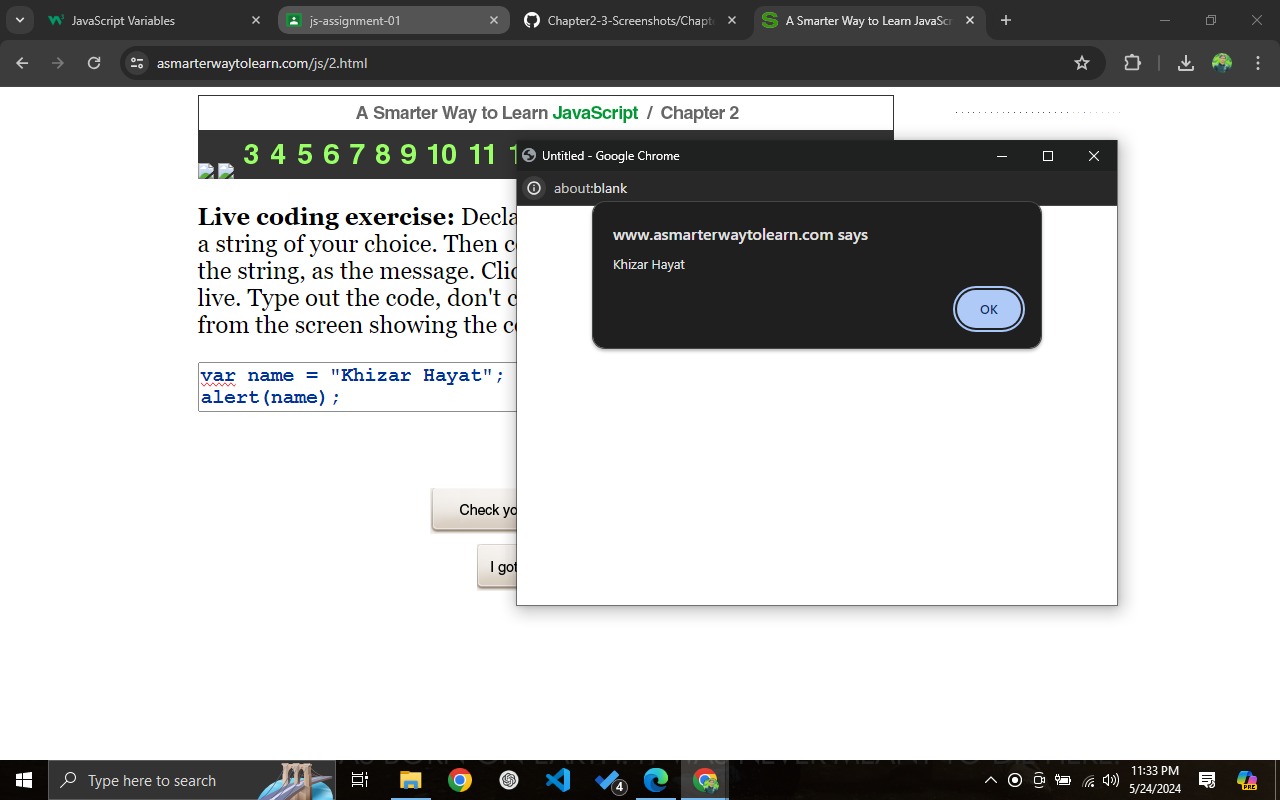 JavaScript Variables
js-assignment-01
Chapter2-3-Screenshots/Chapt
A Smarter Way to Learn JavaSc
asmarterwaytolearn.com/js/2.html
A Smarter Way to Learn JavaScript / Chapter 2
3 4 5 6 7 8 9 10 11
Untitled - Google Chrome
about:blank
www.asmarterwaytolearn.com says
Khizar Hayat
OK
Live coding exercise: Decla
a string of your choice. Then c
the string, as the message. Clic
live. Type out the code, don't c
from the screen showing the c
var name = "Khizar Hayat";
alert(name);
Check yo
I got
Type here to search
4
11:33 PM
5/24/2024
PRE